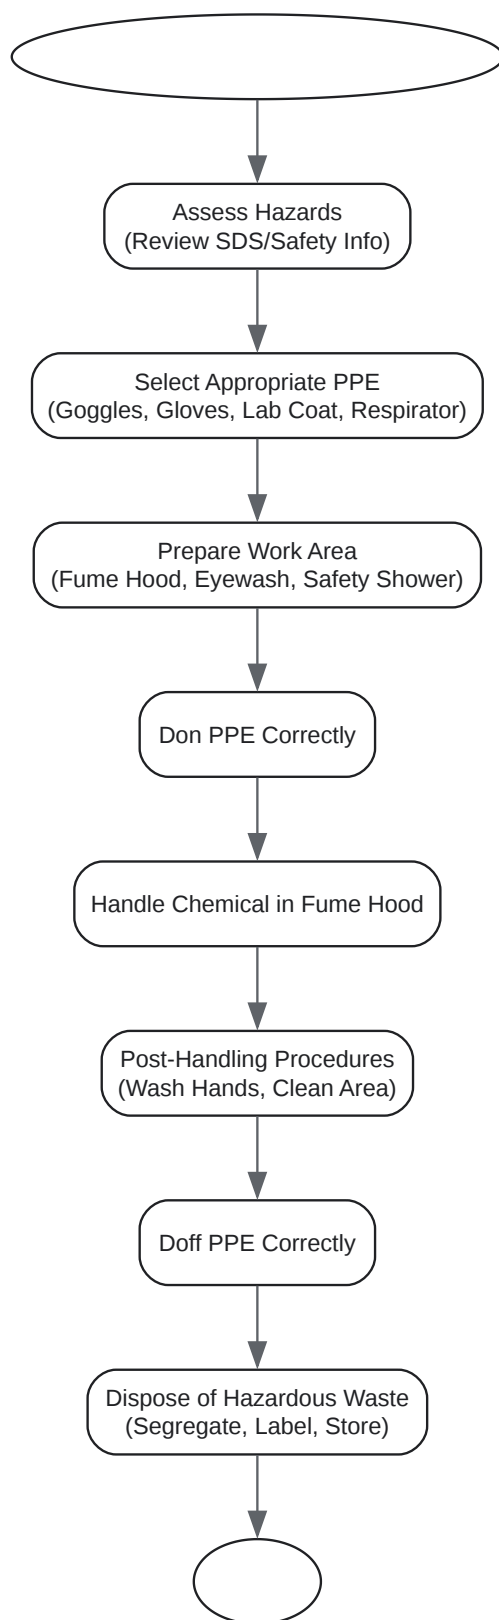 Assess Hazards
(Review SDS/Safety Info)
Select Appropriate PPE
(Goggles, Gloves, Lab Coat, Respirator)
Prepare Work Area
(Fume Hood, Eyewash, Safety Shower)
Don PPE Correctly
Handle Chemical in Fume Hood
Post-Handling Procedures
(Wash Hands, Clean Area)
Doff PPE Correctly
Dispose of Hazardous Waste
(Segregate, Label, Store)